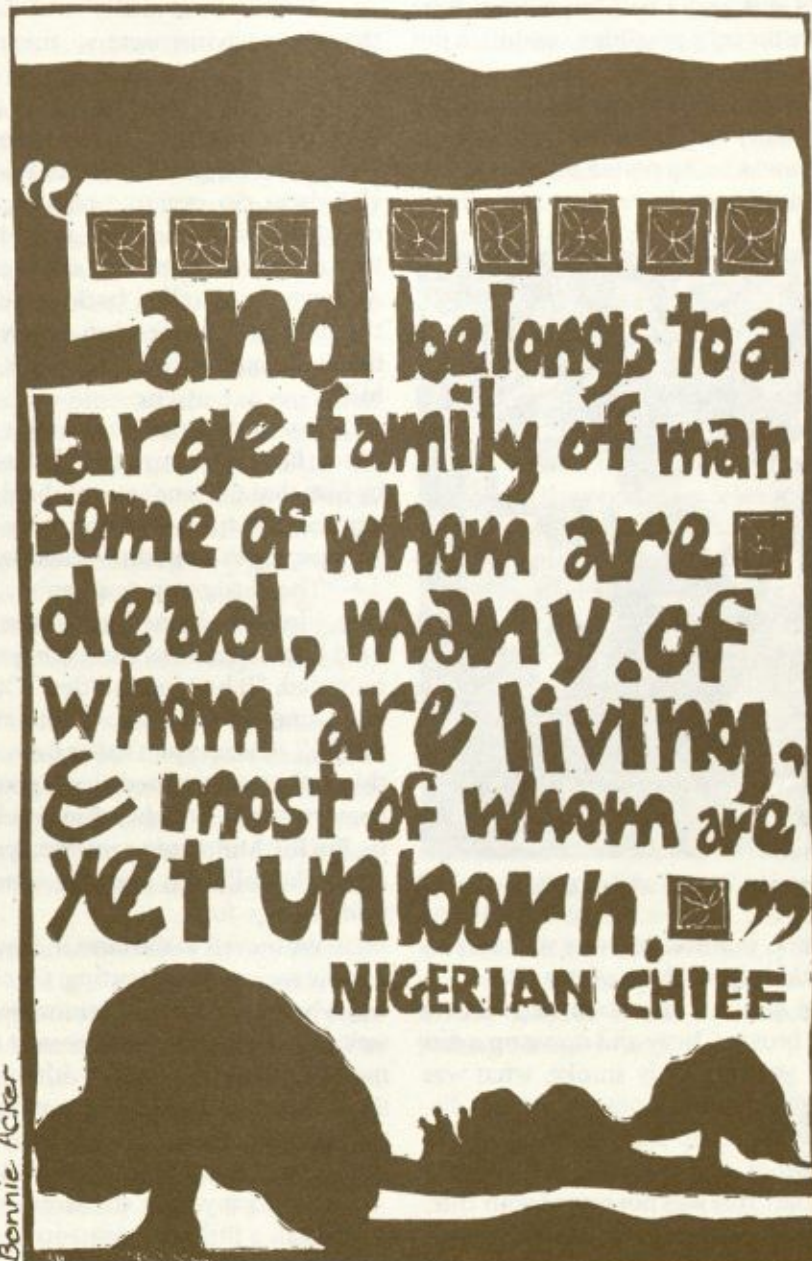 “Land belongs to a
large family of man
some of whom are
dead, many of
whom are living,
& most of whom are
yet unborn.”
NIGERIAN CHIEF
Bonnie Acker